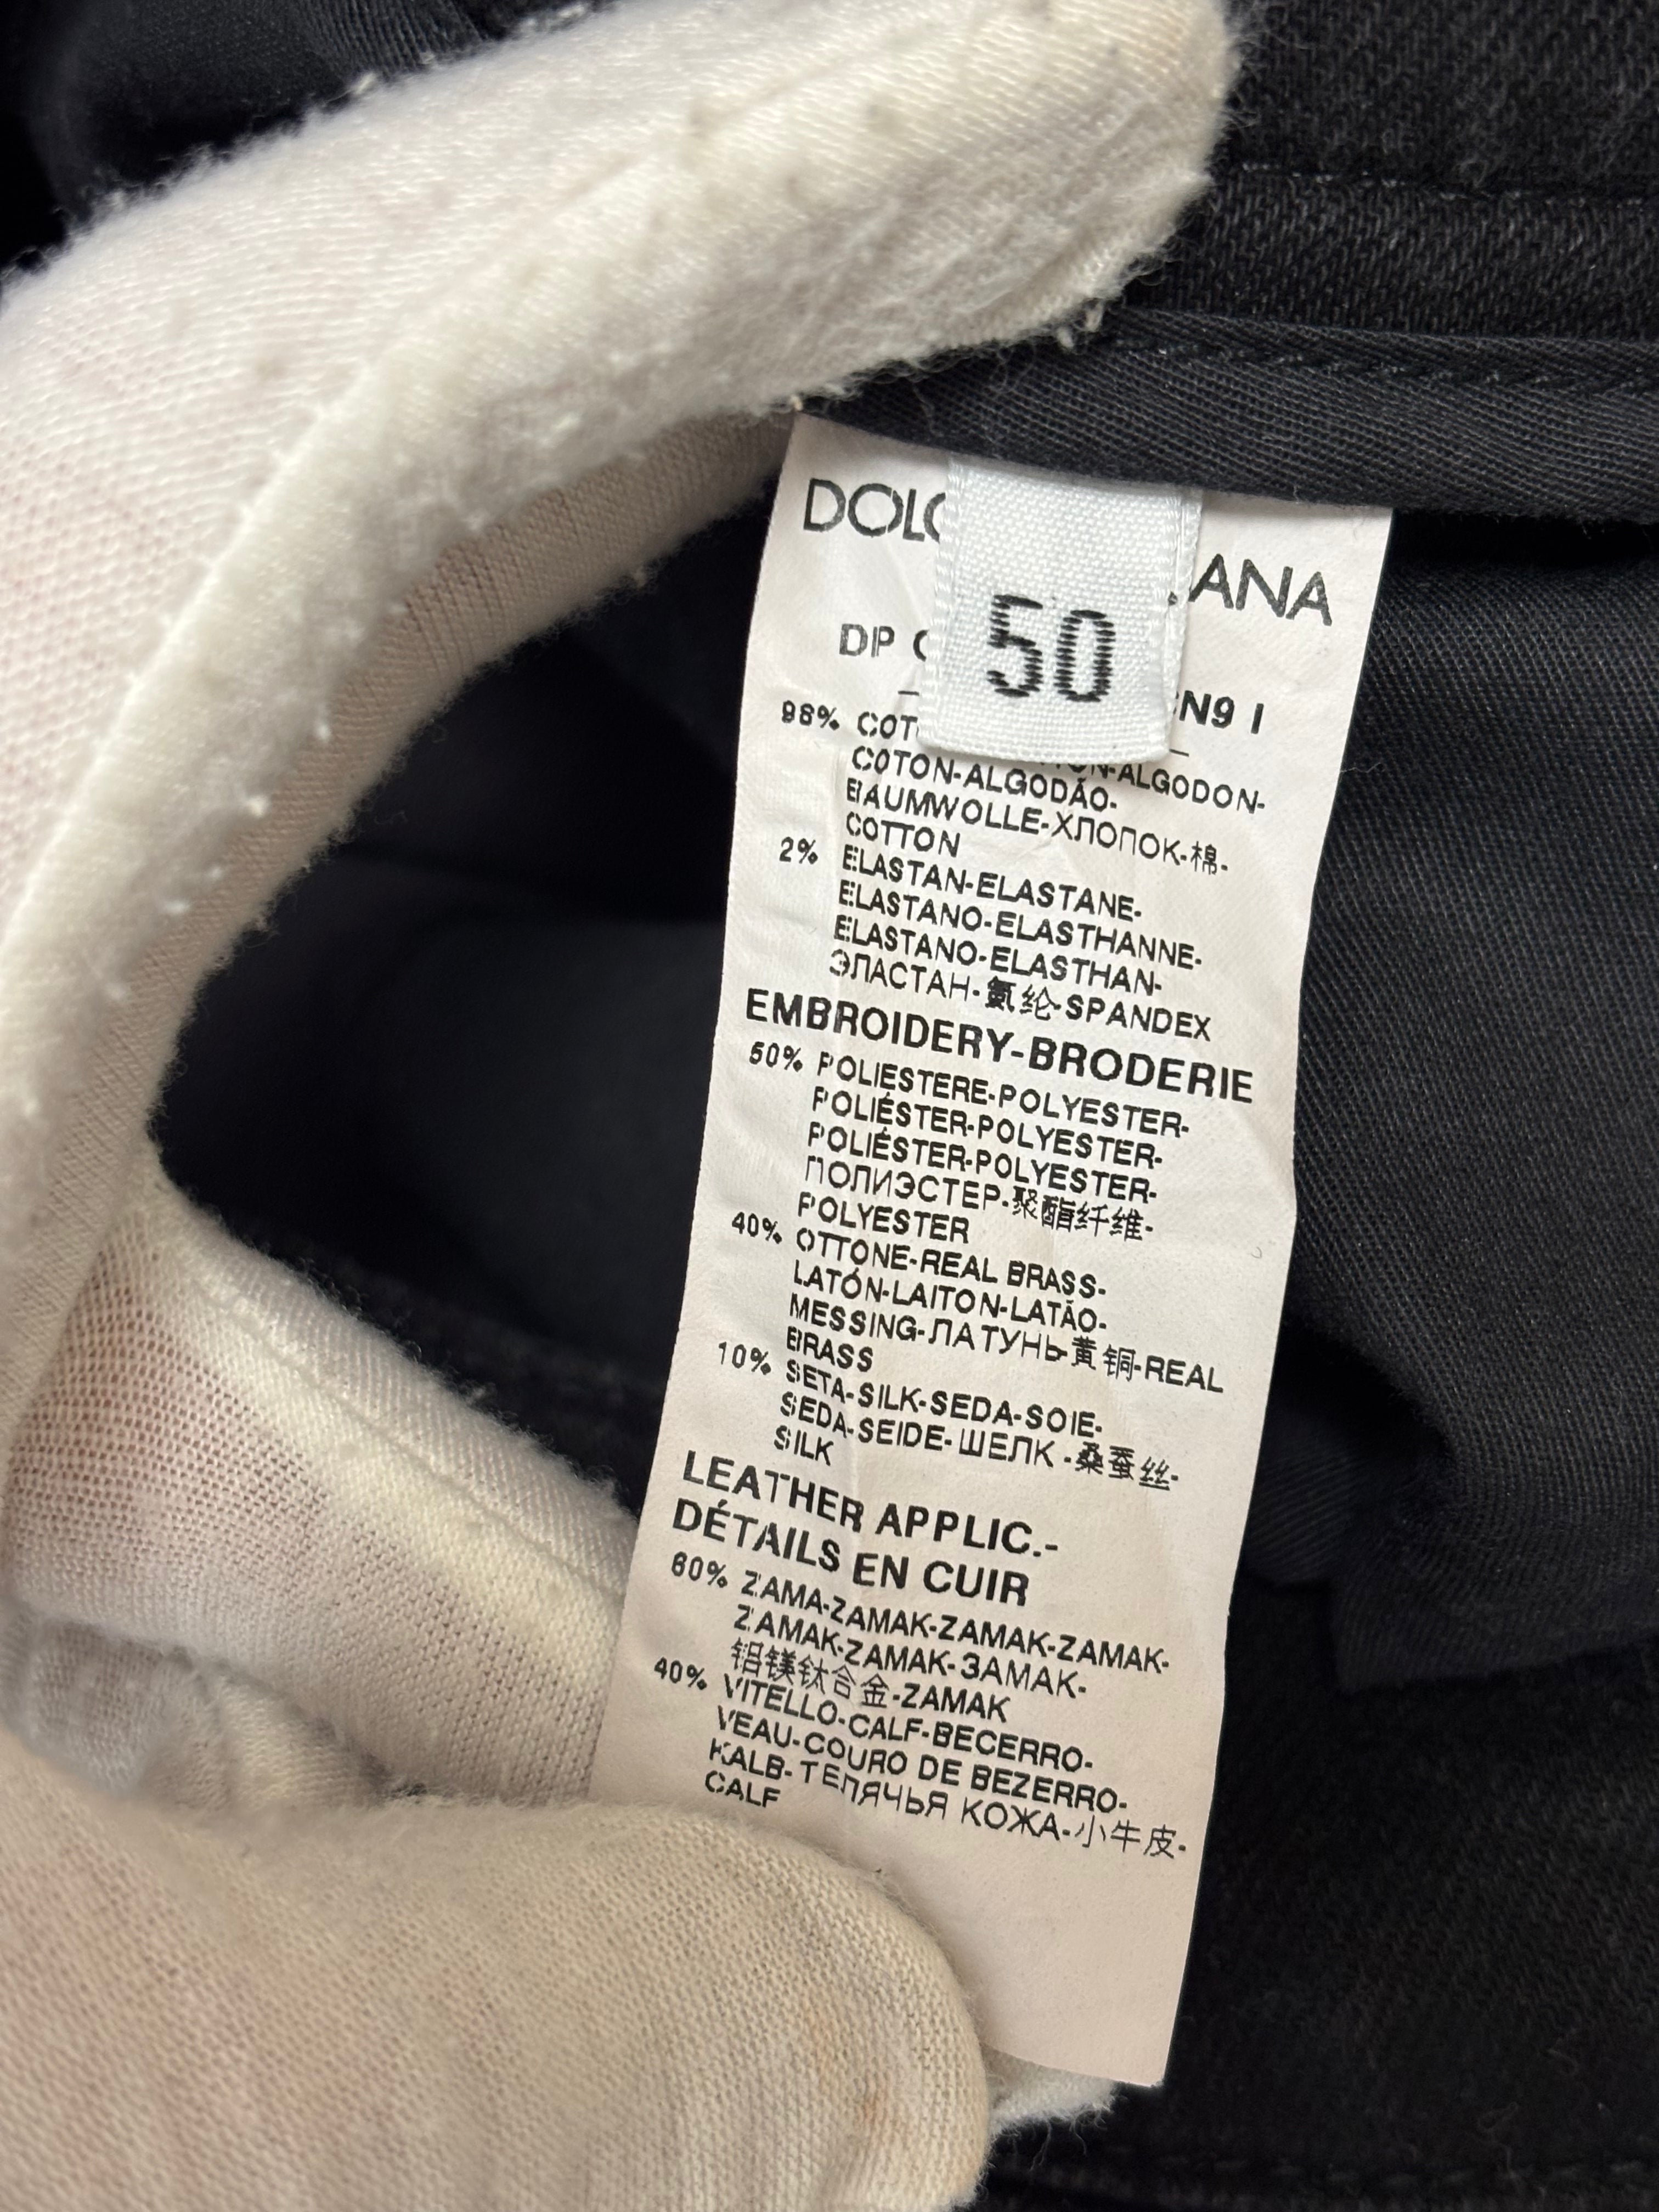 50
ANA
DP
N9 I
98%
-ALGODON-
COTON-ALGODÃO-
BAUMWOLLE-ХЛОПОК-棉-
COTTON
2% ELASTAN-ELASTANE-
ELASTANO-ELASTHANNE-
ELASTANO-ELASTHAN-
ЭЛАСТАН-氨纶-SPANDEX
EMBROIDERY-BRODERIE
50% POLIESTERE-POLYESTER-
POLIÉSTER-POLYESTER-
POLIÉSTER-POLYESTER-
ПОЛИЭСТЕР-聚酯纤维-
POLYESTER
40% OTTONE-REAL BRASS-
LATÓN-LAITON-LATÃO-
MESSING-ЛАТУНЬ-黄铜-REAL
BRASS
10% SETA-SILK-SEDA-SOIE-
SEDA-SEIDE-ШЕЛК-桑蚕丝-
SILK
LEATHER APPLIC.-
DÉTAILS EN CUIR
60% ZAMA-ZAMAK-ZAMAK-ZAMAK-
ZAMAK-ZAMAK-ЗАМАК-
铝镁钛合金-ZAMAK
40% VITELLO-CALF-BECERRO-
VEAU-COURO DE BEZERRO-
KALB-ТЕЛЯЧЬЯ КОЖА-小牛皮-
CALF